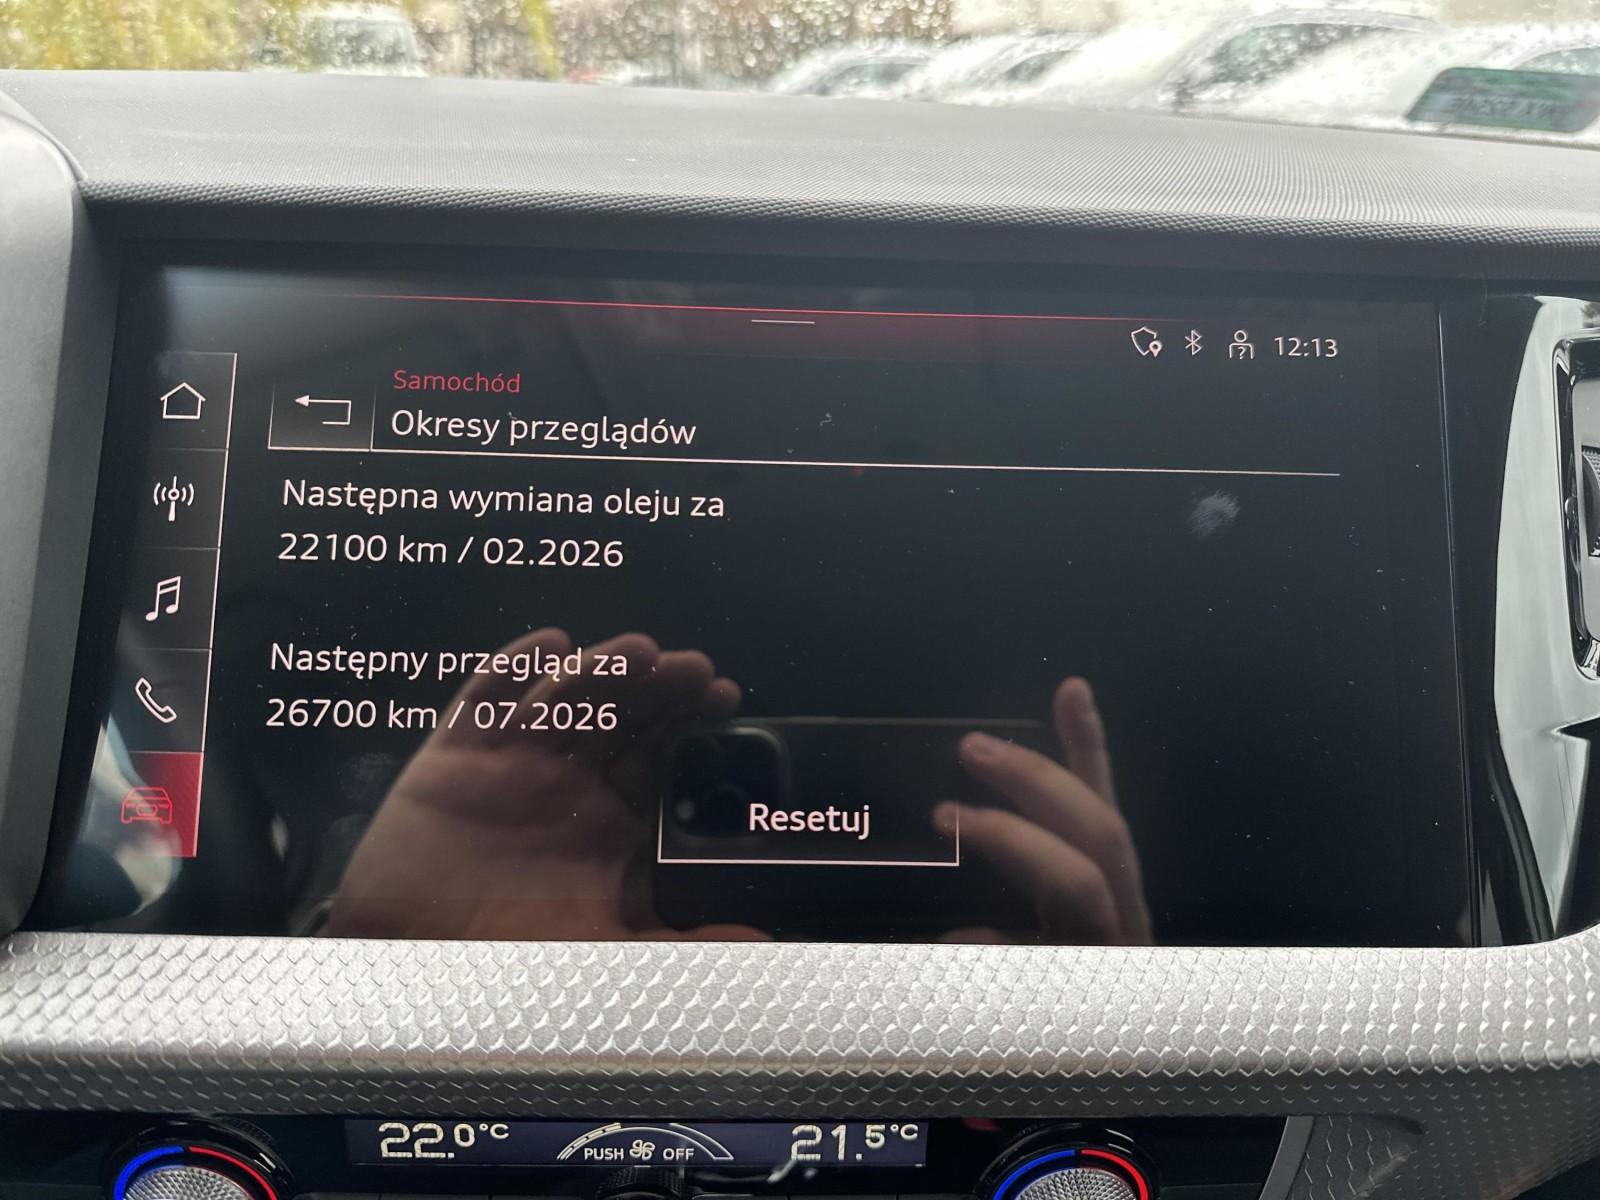 12:13
Samochód
Okresy przeglądów
Następna wymiana oleju za
22100 km / 02.2026
Następny przegląd za
26700 km / 07.2026
Resetuj
22.0°C
PUSH OFF
21.5°C